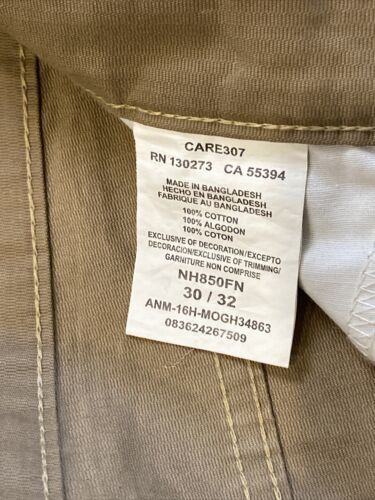 CARE307
RN 130273 CA 55394
MADE IN BANGLADESH
HECHO EN BANGLADESH
FABRIQUE AU BANGLADESH
100% COTTON
100% ALGODON
100% COTON
EXCLUSIVE OF DECORATION/EXCEPTO
DECORACION/EXCLUSIVE OF TRIMMING/
GARNITURE NON COMPRISE
NH850FN
30 / 32
ANM-16H-MOGH34863
083624267509